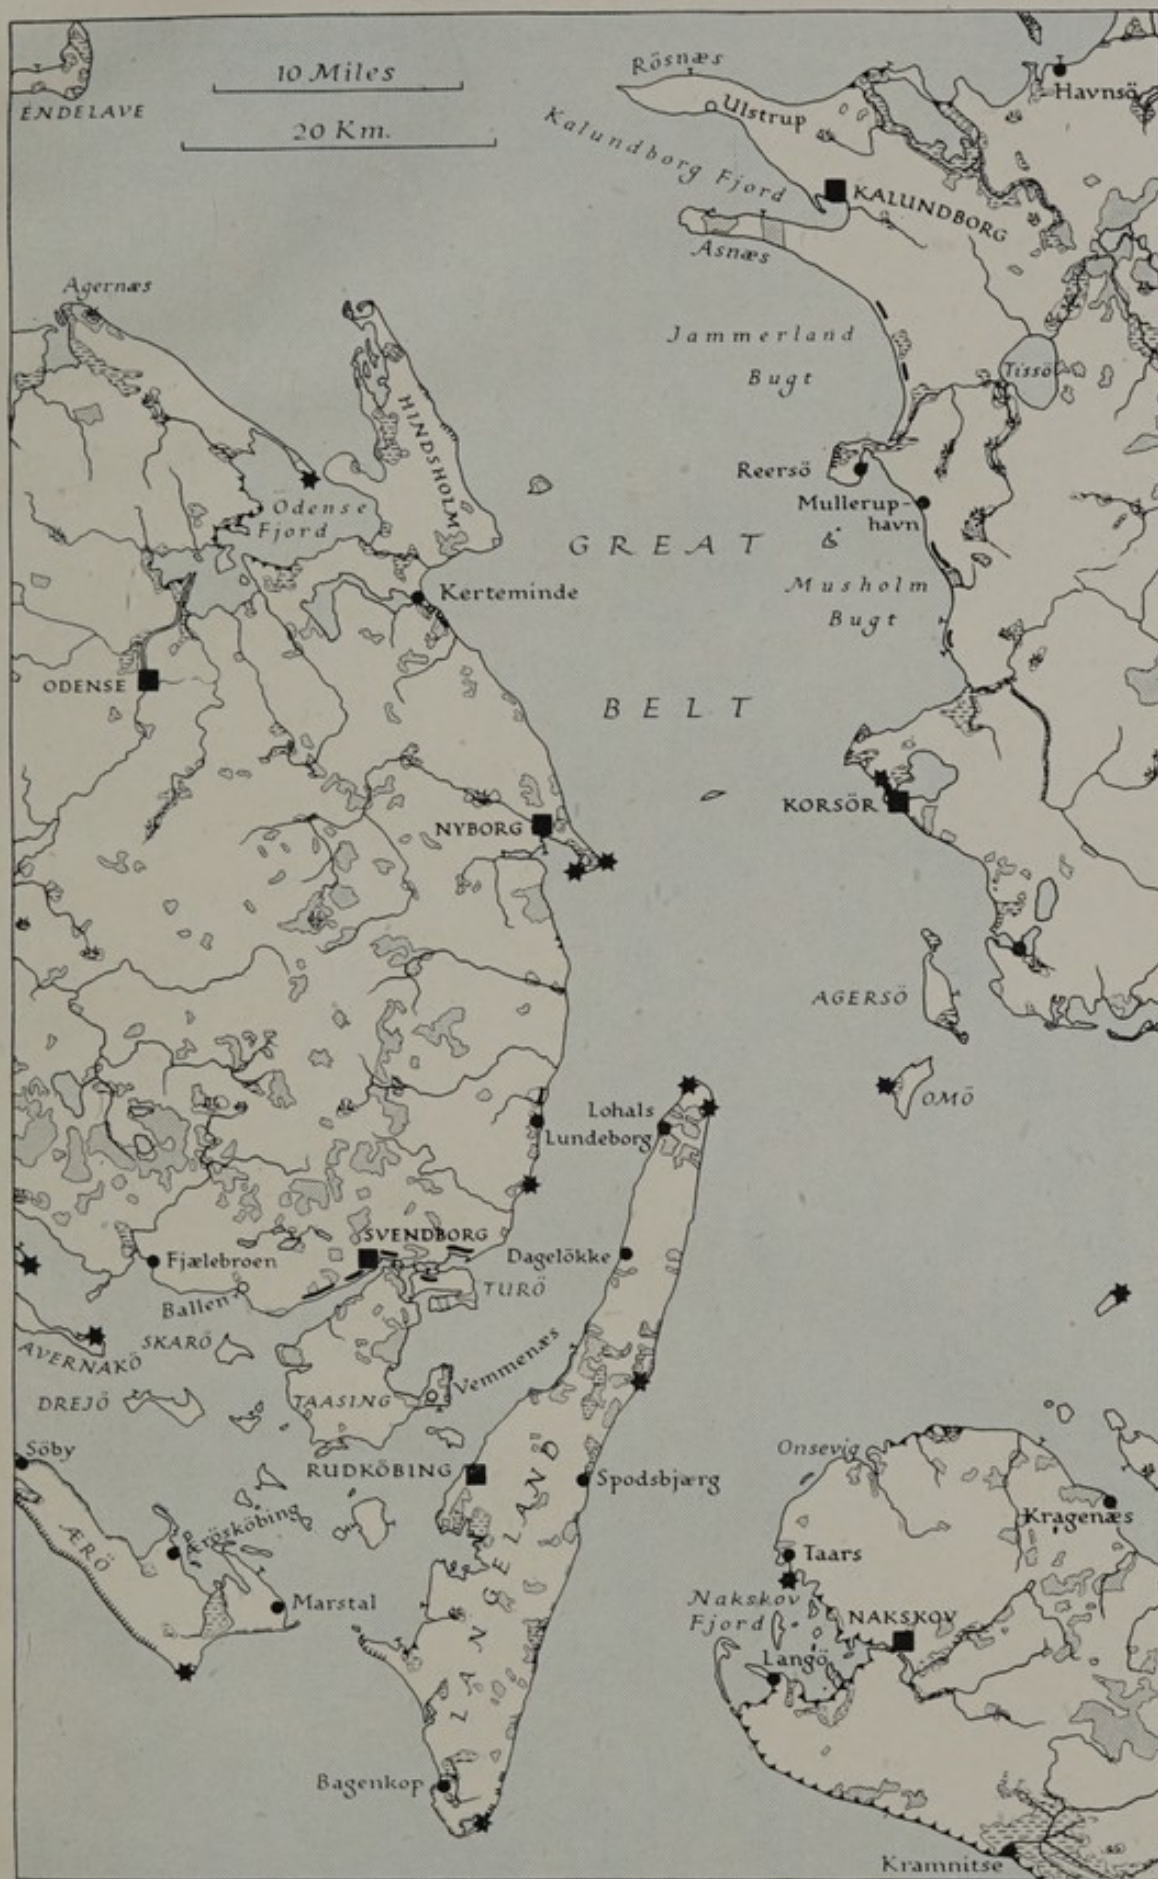 10 Miles
20 Km.
ENDELAVE
Rösnæs
Ulstrup
Havnsö
Kalundborg Fjord
KALUNDBORG
Asnæs
Agernæs
Jammerland
Bugt
Tissö
HINDSHOLM
Reersö
Mullerup-
havn
Odense
Fjord
GREAT
Musholm
Bugt
Kerteminde
ODENSE
BELT
KORSÖR
NYBORG
AGERSÖ
OMÖ
Lohals
Lundeborg
SVENDBORG
Fjælebroen
Dagelökke
Ballen
TURÖ
SKARÖ
AVERNAKÖ
Vemmenæs
DREJÖ
TAASING
Söby
RUDKÖBING
Spodsbjærg
Onsevig
Kragenæs
ÆRÖ
Ærösköbing
LANGELAND
Taars
Marstal
Nakskov
Fjord
NAKSKOV
Langö
Bagenkop
Kramnitse